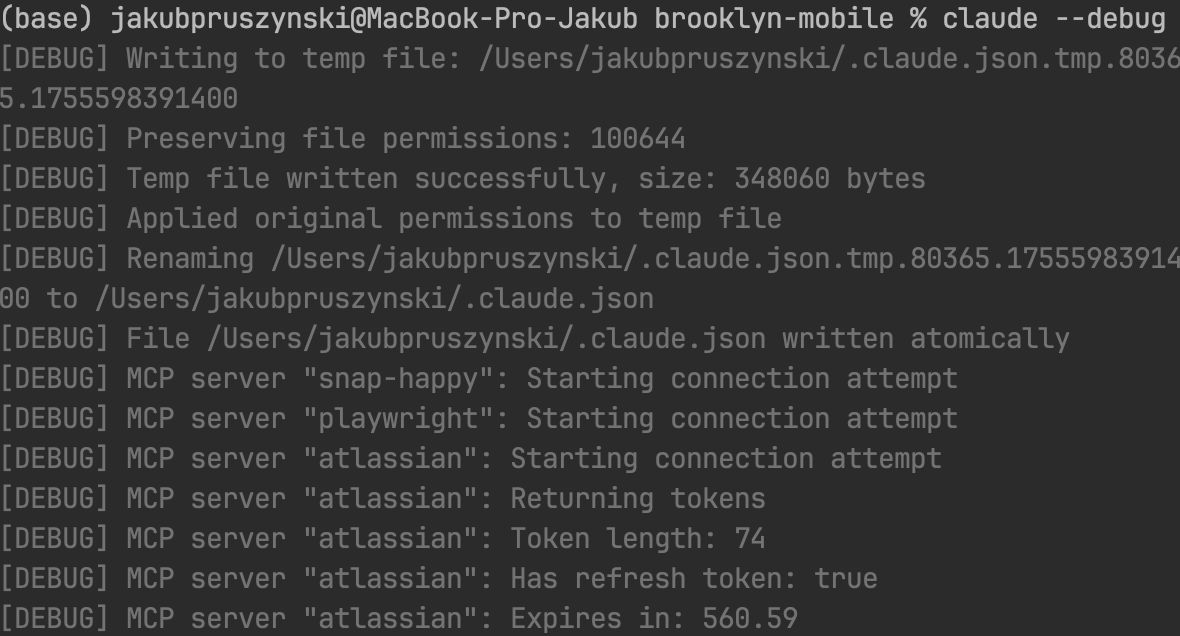 (base) jakubpruszynski@MacBook-Pro-Jakub brooklyn-mobile % claude --debug
[DEBUG] Writing to temp file: /Users/jakubpruszynski/.claude.json.tmp.8036
5.1755598391400
[DEBUG] Preserving file permissions: 100644
[DEBUG] Temp file written successfully, size: 348060 bytes
[DEBUG] Applied original permissions to temp file
[DEBUG] Renaming /Users/jakubpruszynski/.claude.json.tmp.80365.17555983914
00 to /Users/jakubpruszynski/.claude.json
[DEBUG] File /Users/jakubpruszynski/.claude.json written atomically
[DEBUG] MCP server "snap-happy": Starting connection attempt
[DEBUG] MCP server "playwright": Starting connection attempt
[DEBUG] MCP server "atlassian": Starting connection attempt
[DEBUG] MCP server "atlassian": Returning tokens
[DEBUG] MCP server "atlassian": Token length: 74
[DEBUG] MCP server "atlassian": Has refresh token: true
[DEBUG] MCP server "atlassian": Expires in: 560.59